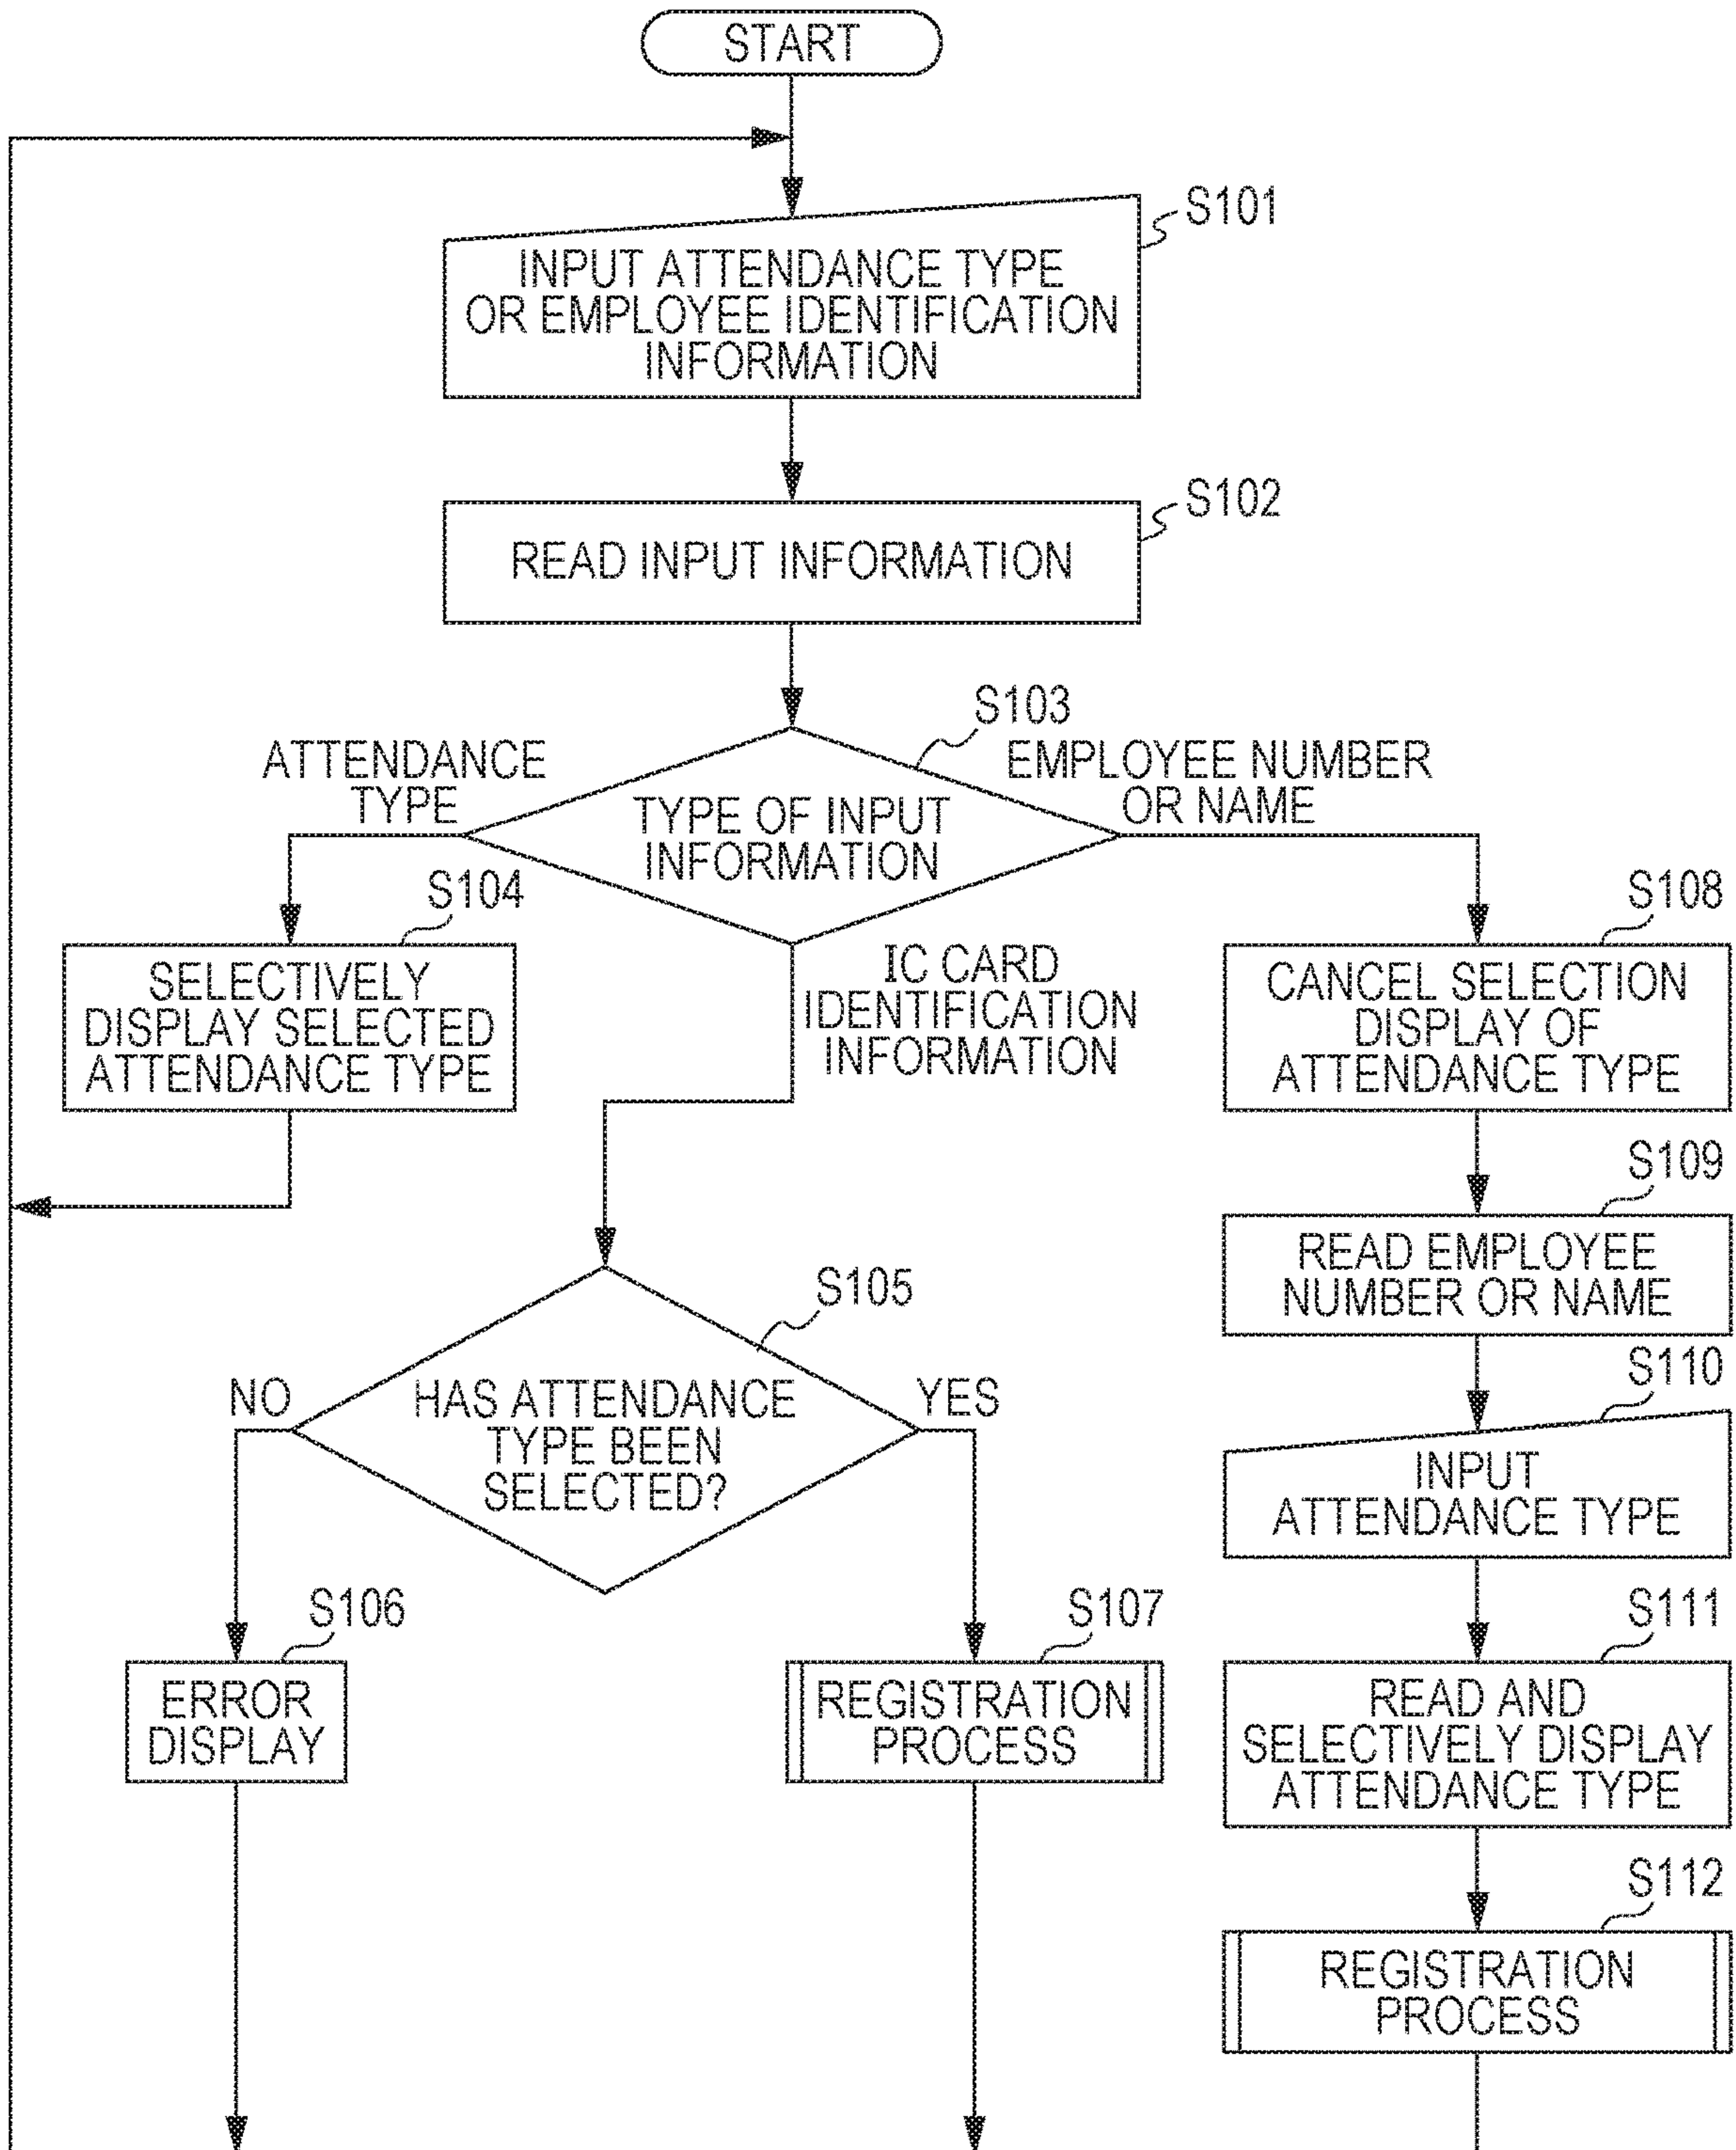 START
S101
INPUT ATTENDANCE TYPE
OR EMPLOYEE IDENTIFICATION
INFORMATION
S102
READ INPUT INFORMATION
S103
ATTENDANCE
TYPE
TYPE OF INPUT
INFORMATION
EMPLOYEE NUMBER
OR NAME
S104
SELECTIVELY
DISPLAY SELECTED
ATTENDANCE TYPE
IC CARD
IDENTIFICATION
INFORMATION
S108
CANCEL SELECTION
DISPLAY OF
ATTENDANCE TYPE
S109
READ EMPLOYEE
NUMBER OR NAME
S105
NO
HAS ATTENDANCE
TYPE BEEN
SELECTED?
YES
S110
INPUT
ATTENDANCE TYPE
S106
ERROR
DISPLAY
S107
REGISTRATION
PROCESS
S111
READ AND
SELECTIVELY DISPLAY
ATTENDANCE TYPE
S112
REGISTRATION
PROCESS